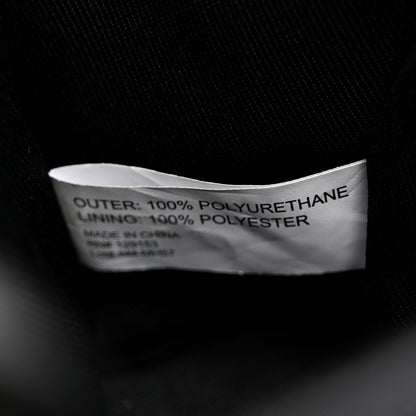 OUTER: 100% POLYURETHANE
LINING: 100% POLYESTER
MADE IN CHINA